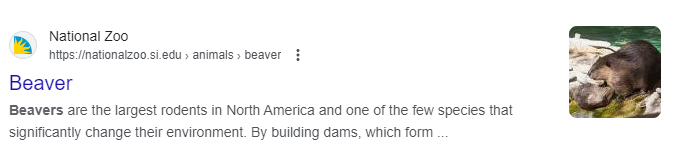 National Zoo
https://nationalzoo.si.edu › animals › beaver
Beaver
Beavers are the largest rodents in North America and one of the few species that
significantly change their environment. By building dams, which form ...